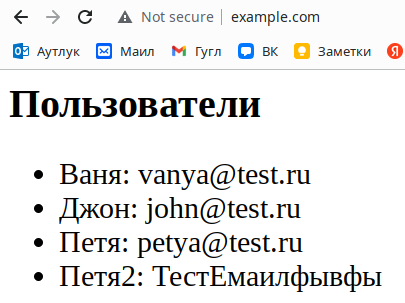 Not secure | example.com
Аутлук Маил Гугл ВК Заметки
Пользователи
Ваня: vanya@test.ru
Джон: john@test.ru
Петя: petya@test.ru
Петя2: ТестЕмаилфывфы